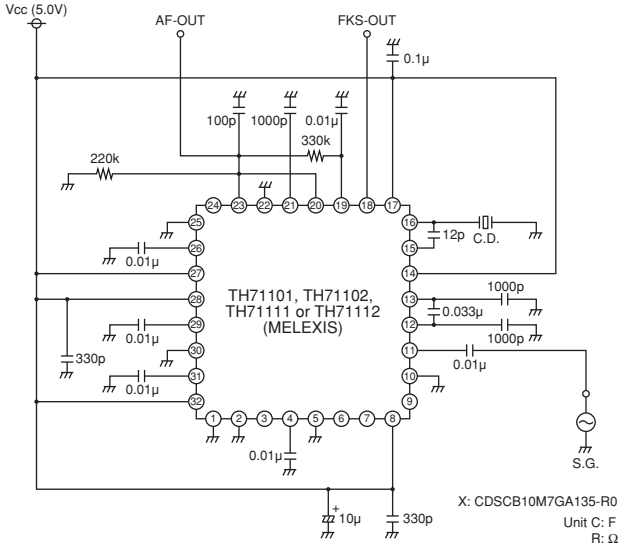 Vcc (5.0V)
AF-OUT
FKS-OUT
0.1µ
100p
1000p
0.01µ
330k
220k
24
23
22
21
20
19
18
17
25
16
12p
C.D.
26
15
0.01µ
27
14
TH71101, TH71102,
TH71111 or TH71112
(MELEXIS)
28
13
1000p
0.033µ
29
12
0.01µ
1000p
330p
30
11
0.01µ
31
10
0.01µ
32
9
1
2
3
4
5
6
7
8
0.01µ
S.G.
+
10µ
330p
X: CDSCB10M7GA135-R0
Unit C: F
R: Ω